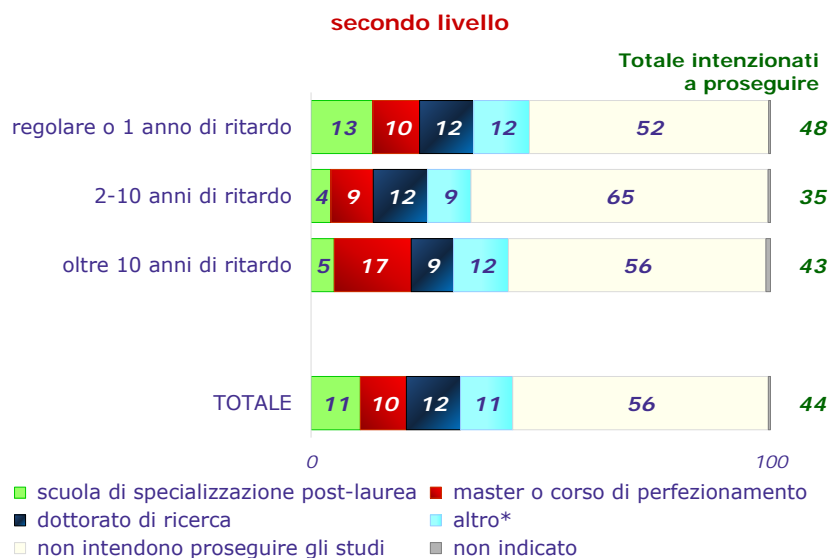 secondo livello
Totale intenzionati
a proseguire
regolare o 1 anno di ritardo 13 10 12 12 52 48
2-10 anni di ritardo 4 9 12 9 65 35
oltre 10 anni di ritardo 5 17 9 12 56 43
TOTALE 11 10 12 11 56 44
0 100
scuola di specializzazione post-laurea master o corso di perfezionamento
dottorato di ricerca altro*
non intendono proseguire gli studi non indicato